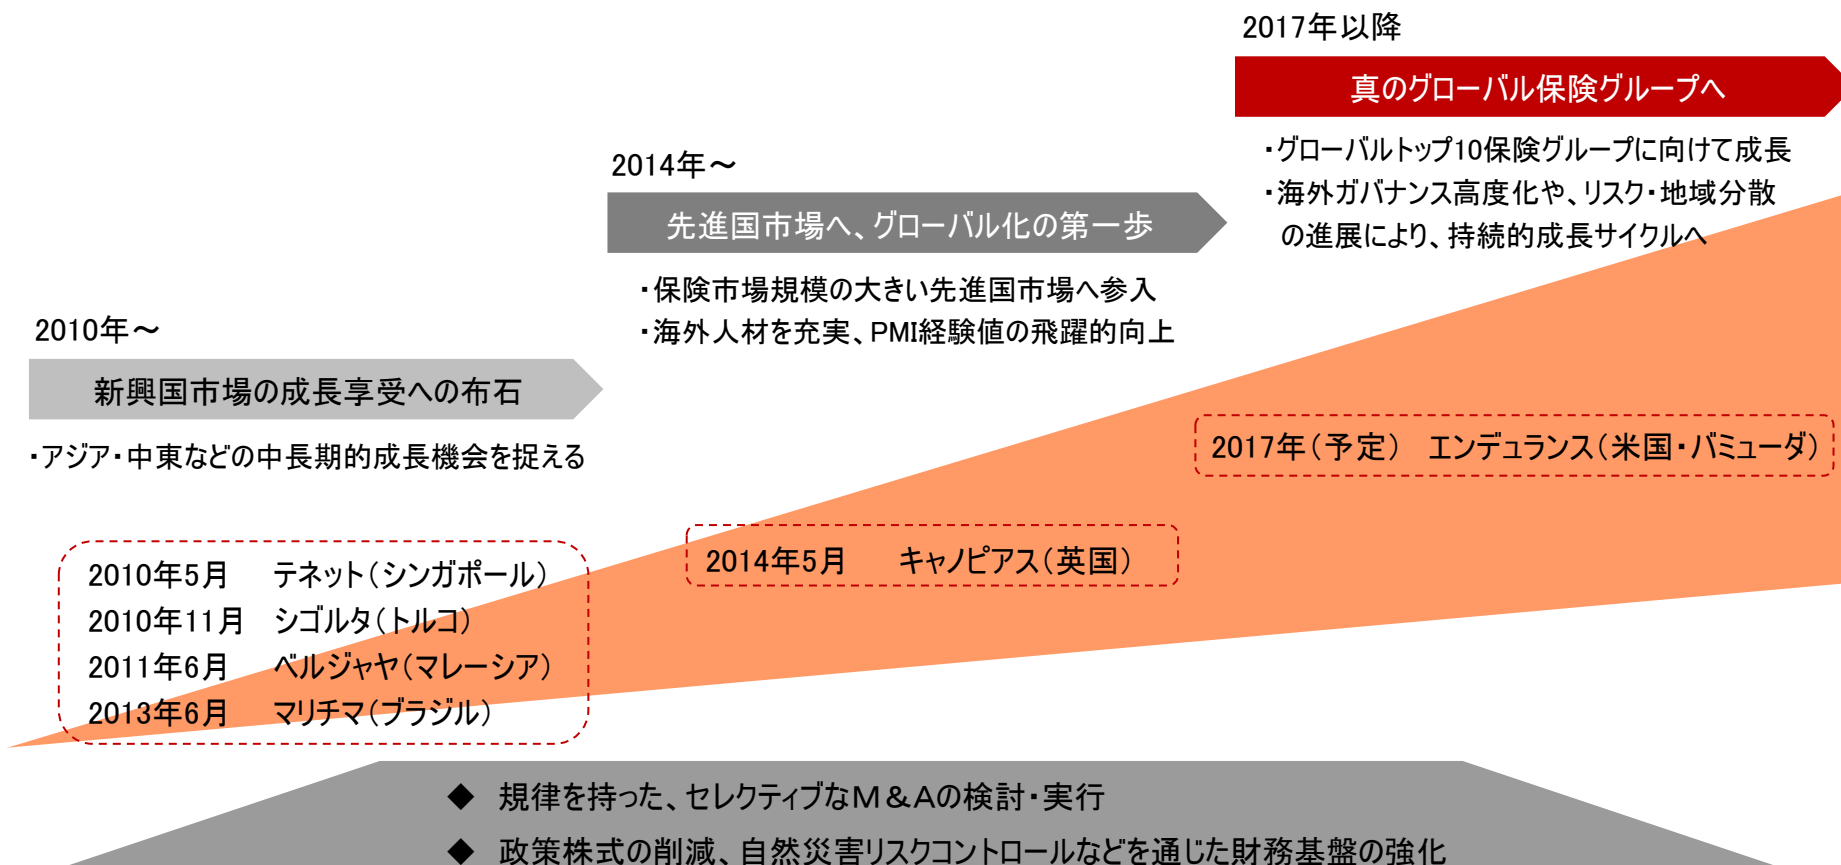 2017年以降
真のグローバル保険グループへ
・グローバルトップ10保険グループに向けて成長
・海外ガバナンス高度化や、リスク・地域分散
の進展により、持続的成長サイクルへ
2014年～
先進国市場へ、グローバル化の第一歩
・保険市場規模の大きい先進国市場へ参入
・海外人材を充実、PMI経験値の飛躍的向上
2010年～
新興国市場の成長享受への布石
・アジア・中東などの中長期的成長機会を捉える
2017年（予定） エンデュランス（米国・バミューダ）
2014年5月 キャノピアス（英国）
2010年5月 テネット（シンガポール）
2010年11月 シゴルタ（トルコ）
2011年6月 ベルジャヤ（マレーシア）
2013年6月 マリチマ（ブラジル）
◆ 規律を持った、セレクティブなＭ＆Ａの検討・実行
◆ 政策株式の削減、自然災害リスクコントロールなどを通じた財務基盤の強化